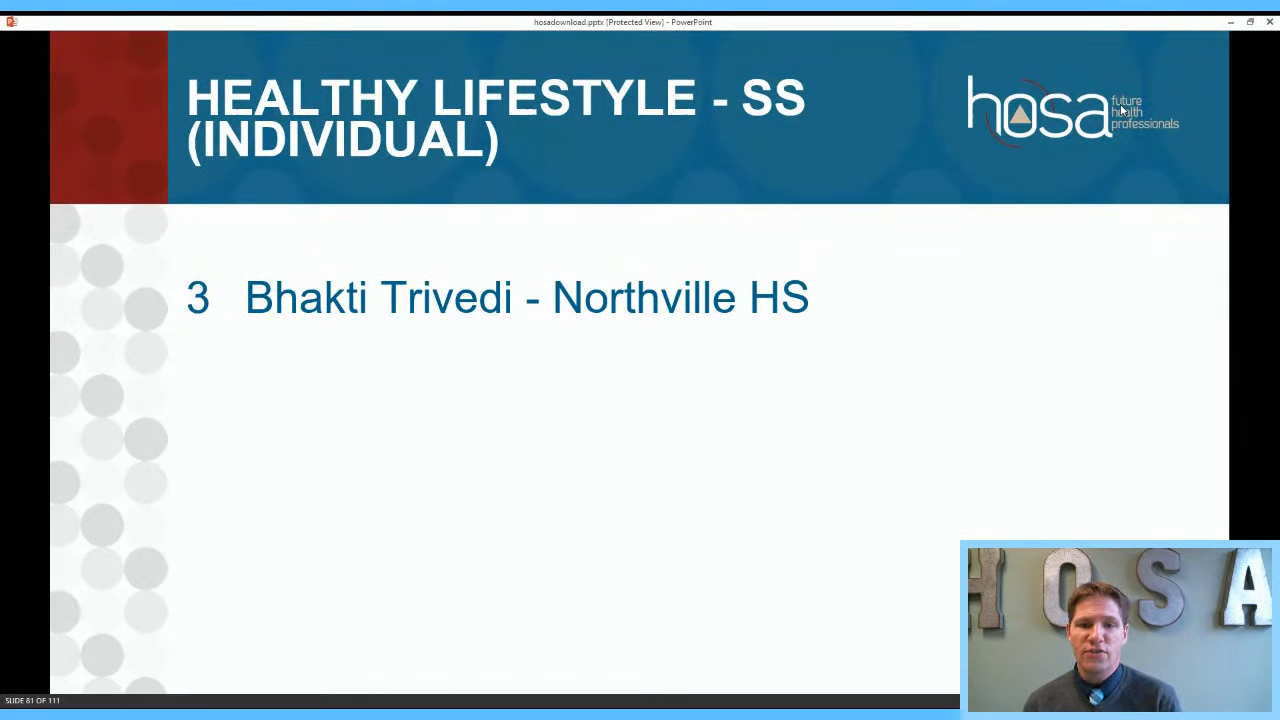 hosadownload.pptx [Protected View] - PowerPoint
HEALTHY LIFESTYLE - SS
(INDIVIDUAL)
hosa
future
health
professionals
3 Bhakti Trivedi - Northville HS
HOSA
SLIDE 81 OF 111